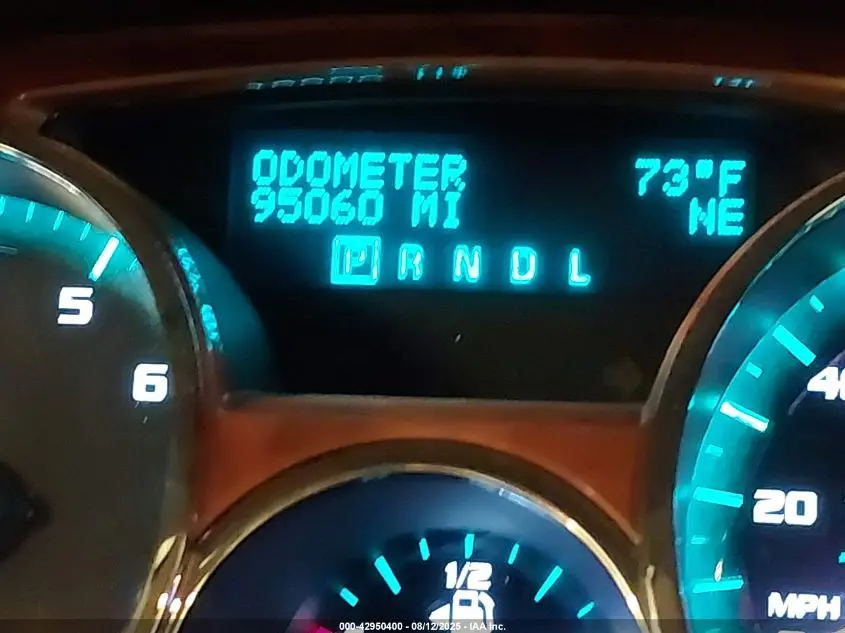 ODOMETER 73°F
95060 MI NE
P R N D L
5
6
40
20
1/2
MPH
000-42950400 - 08/12/2025 - IAA Inc.